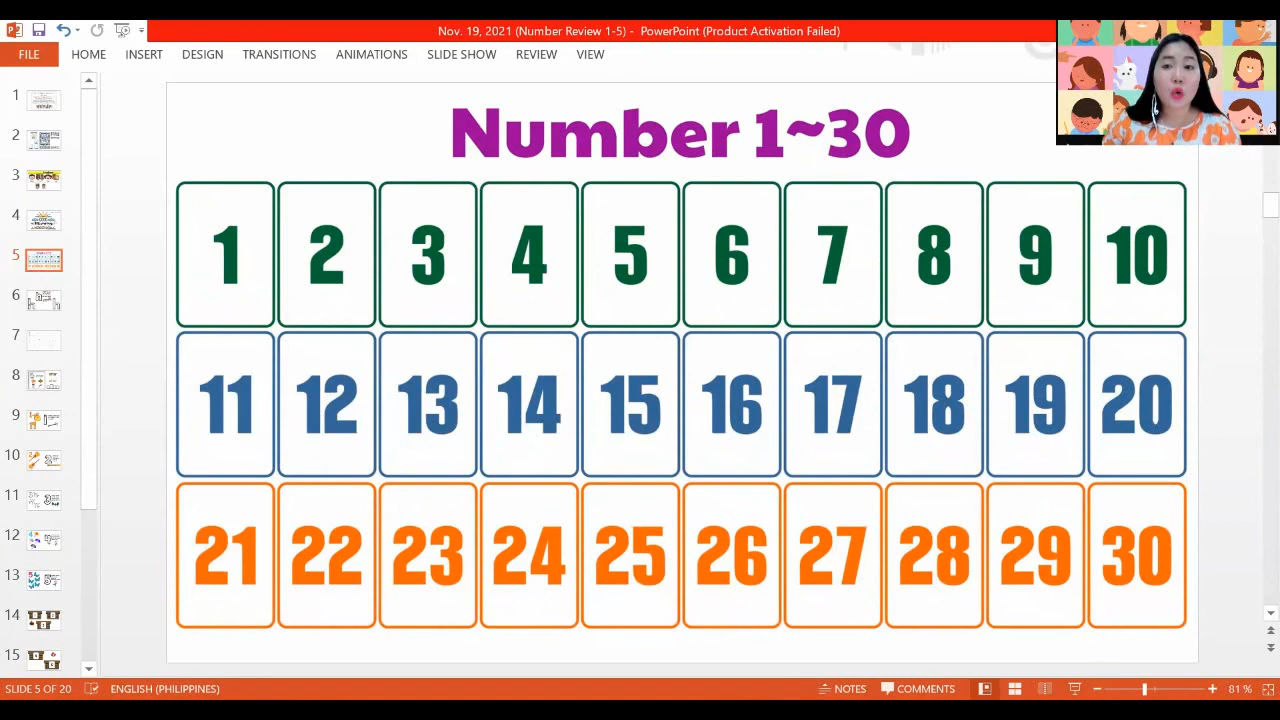 Nov. 19, 2021 (Number Review 1-5) - PowerPoint (Product Activation Failed)
FILE HOME INSERT DESIGN TRANSITIONS ANIMATIONS SLIDE SHOW REVIEW VIEW
Number 1~30
1 2 3 4 5 6 7 8 9 10
11 12 13 14 15 16 17 18 19 20
21 22 23 24 25 26 27 28 29 30
1
2
3
4
5
6
7
8
9
10
11
12
13
14
15
SLIDE 5 OF 20 ENGLISH (PHILIPPINES) NOTES COMMENTS 81 %